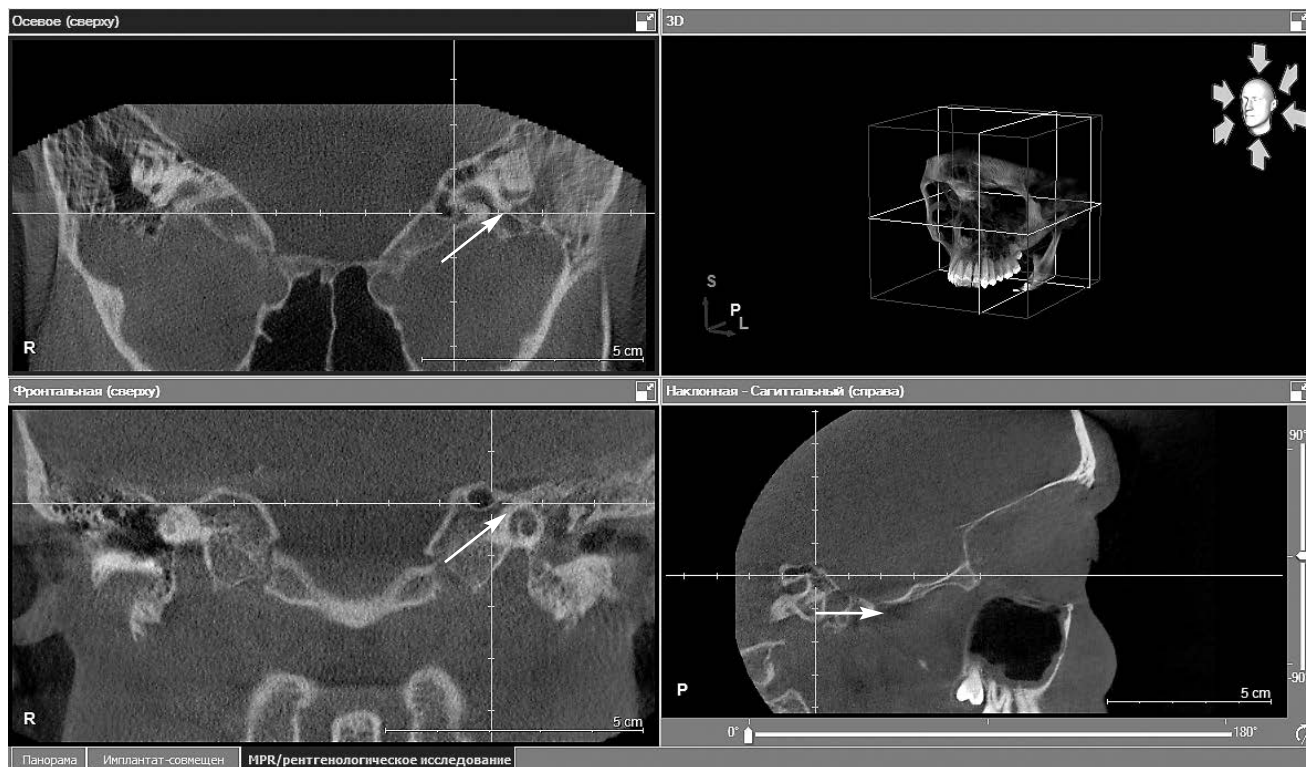 Осевое (сверху)
3D
R
5 cm
S
P
L
Фронтальная (сверху)
Наклонная - Сагиттальный (справа)
R
5 cm
90°
P
5 cm
-90°
0°
180°
Панорама
Имплантат-совмещен
MPR/рентгенологическое исследование